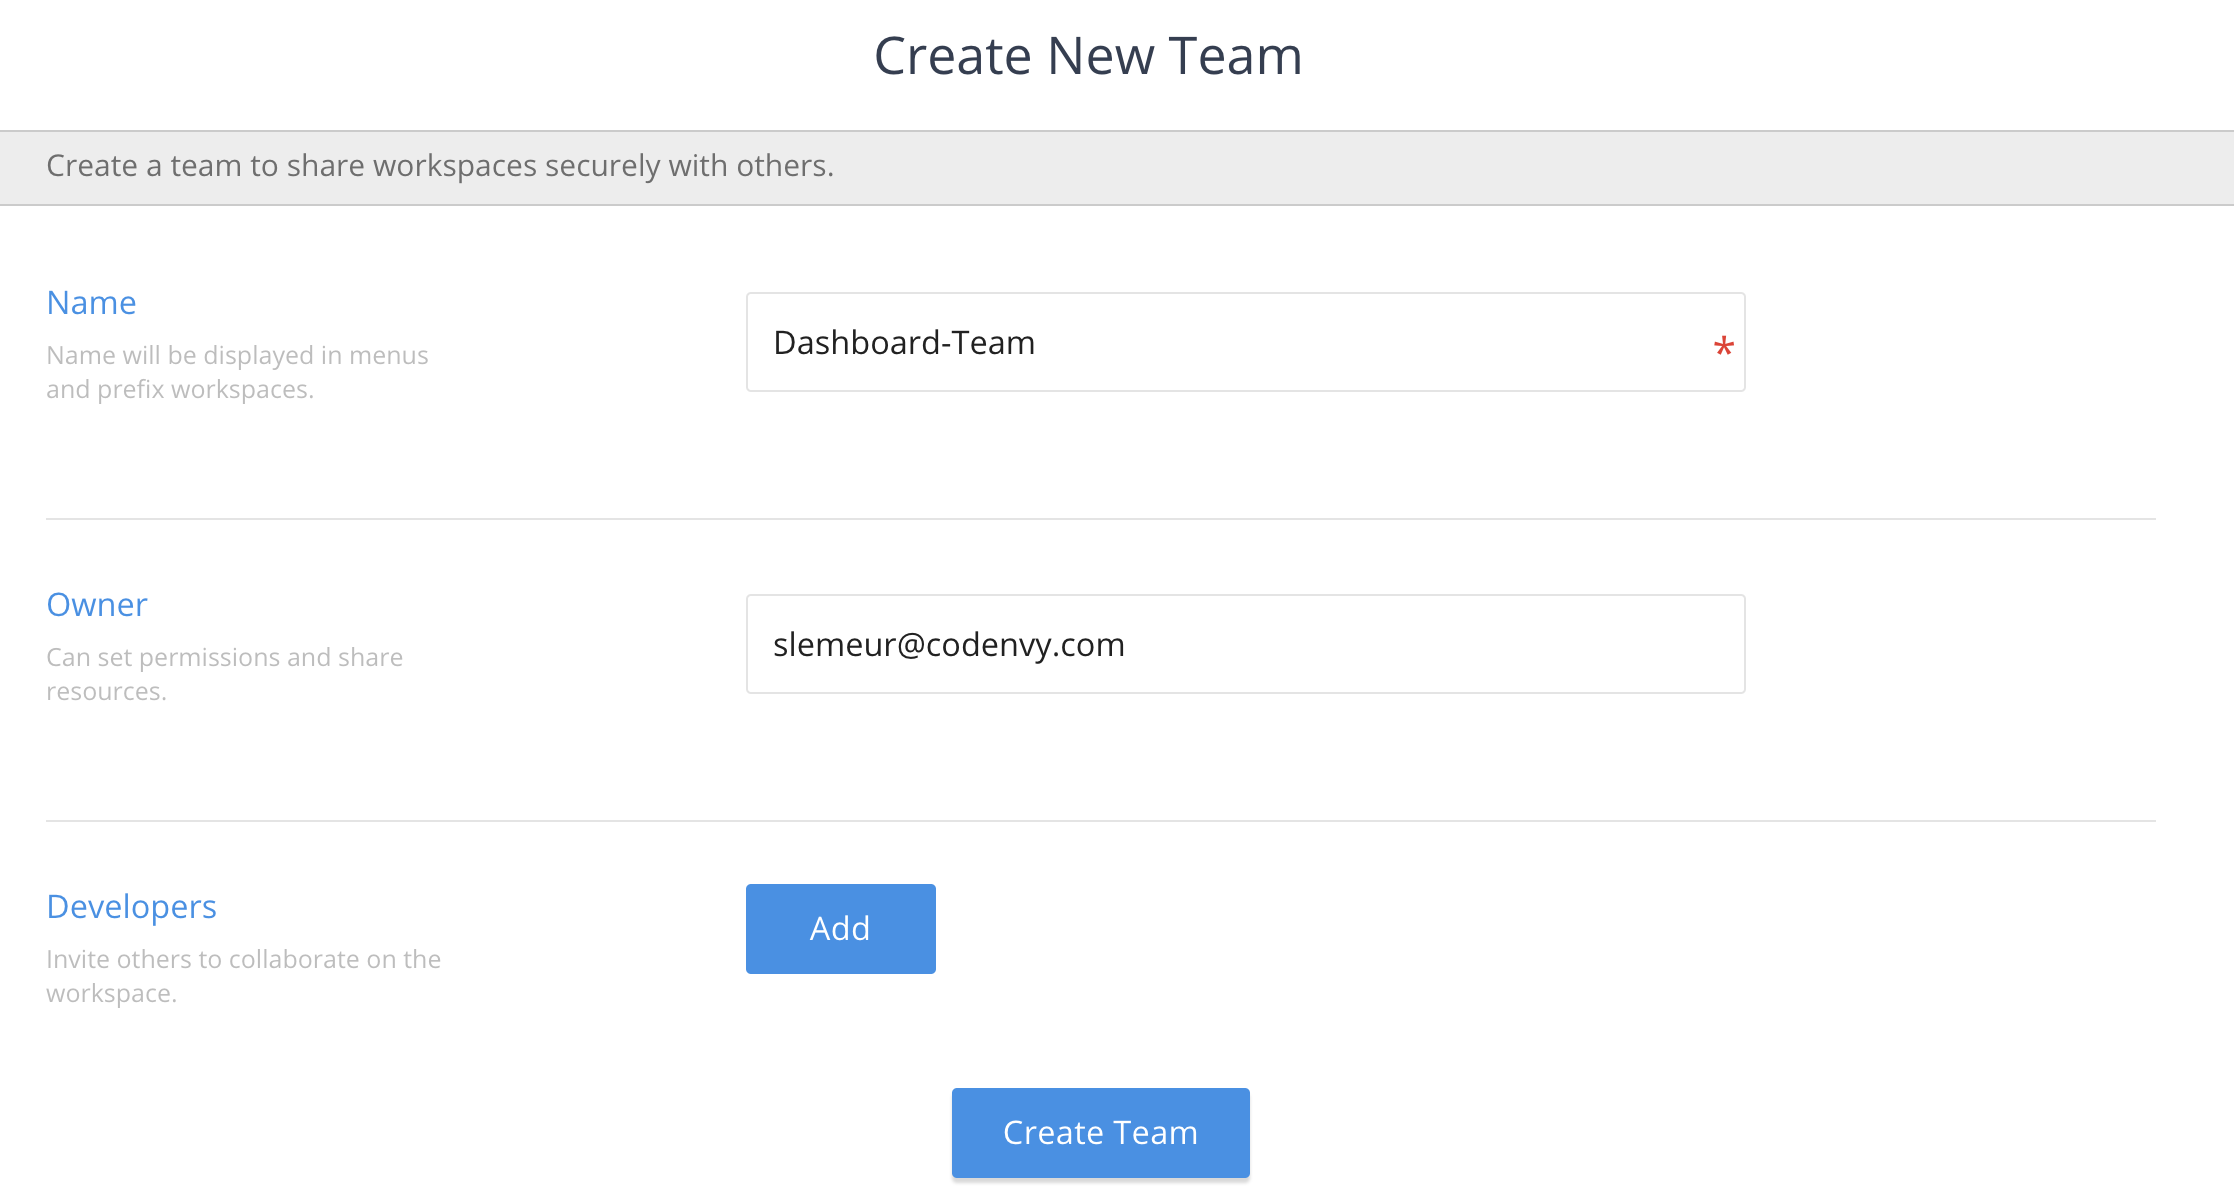 Create New Team
Create a team to share workspaces securely with others.
Name
Name will be displayed in menus
and prefix workspaces.
Dashboard-Team
*
Owner
Can set permissions and share
resources.
slemeur@codenvy.com
Developers
Invite others to collaborate on the
workspace.
Add
Create Team